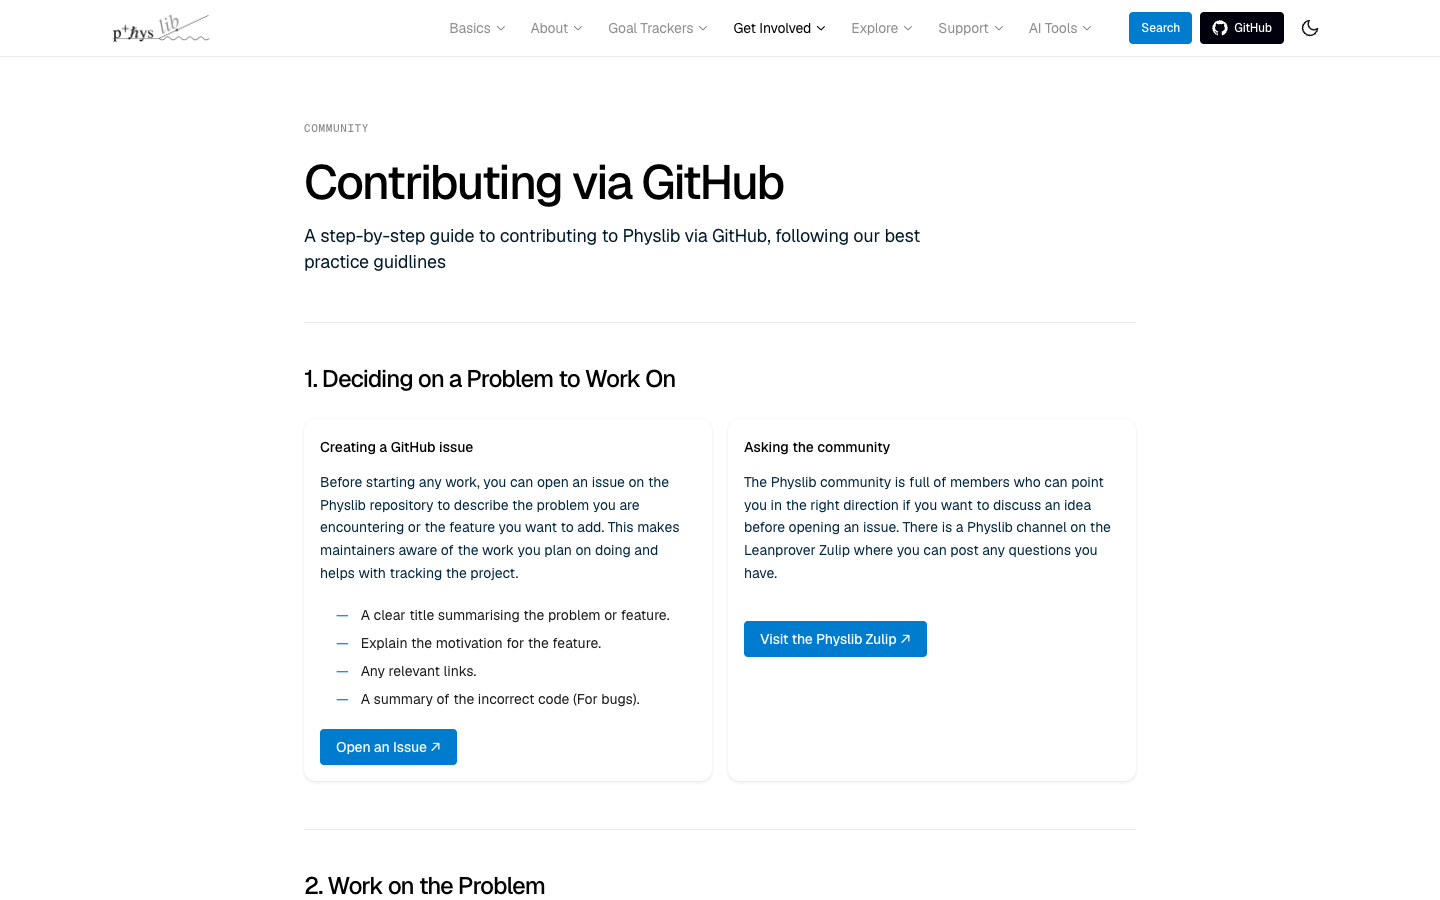 p†hys lib
Basics
About
Goal Trackers
Get Involved
Explore
Support
AI Tools
Search
GitHub
COMMUNITY
Contributing via GitHub
A step-by-step guide to contributing to Physlib via GitHub, following our best
practice guidlines
1. Deciding on a Problem to Work On
Creating a GitHub issue
Before starting any work, you can open an issue on the
Physlib repository to describe the problem you are
encountering or the feature you want to add. This makes
maintainers aware of the work you plan on doing and
helps with tracking the project.
— A clear title summarising the problem or feature.
— Explain the motivation for the feature.
— Any relevant links.
— A summary of the incorrect code (For bugs).
Open an Issue ↗
Asking the community
The Physlib community is full of members who can point
you in the right direction if you want to discuss an idea
before opening an issue. There is a Physlib channel on the
Leanprover Zulip where you can post any questions you
have.
Visit the Physlib Zulip ↗
2. Work on the Problem